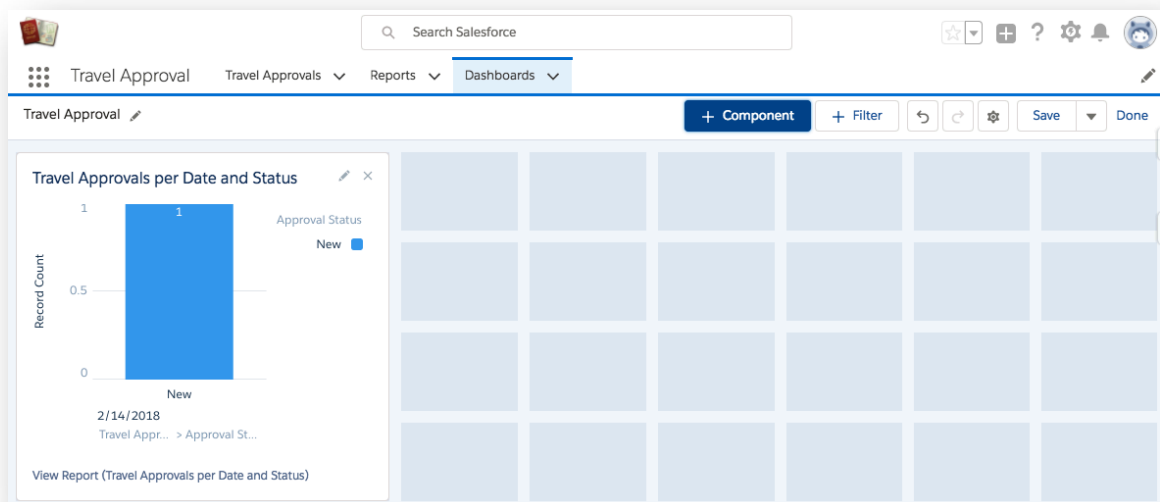 Search Salesforce
Travel Approval Travel Approvals Reports Dashboards
Travel Approval + Component + Filter Save Done
Travel Approvals per Date and Status
1
1
Approval Status
New
Record Count
0.5
0
New
2/14/2018
Travel Appr... > Approval St...
View Report (Travel Approvals per Date and Status)